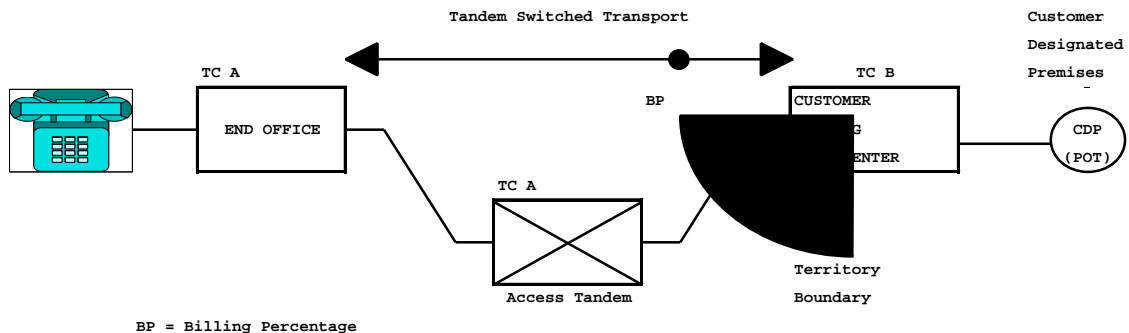 Tandem Switched Transport
Customer
Designated
Premises
TC A
TC B
BP
CUSTOMER
END OFFICE
G
ENTER
CDP
(POT)
TC A
Territory
Boundary
Access Tandem
BP = Billing Percentage